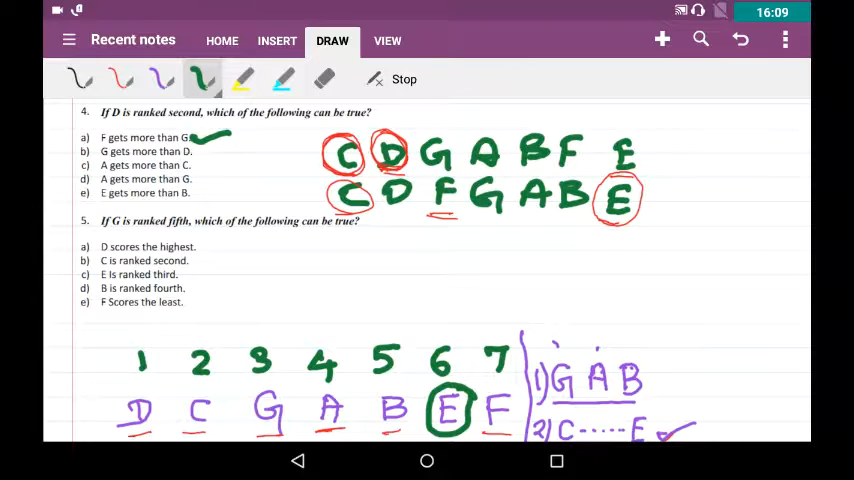 16:09
Recent notes HOME INSERT DRAW VIEW
Stop
4. If D is ranked second, which of the following can be true?
a) F gets more than G.
b) G gets more than D.
c) A gets more than C.
d) A gets more than G.
e) E gets more than B.
C D G A B F E
C D F G A B E
5. If G is ranked fifth, which of the following can be true?
a) D scores the highest.
b) C is ranked second.
c) E Is ranked third.
d) B is ranked fourth.
e) F Scores the least.
1 2 3 4 5 6 7
D C G A B E F
1) G A B
2) C ...... E